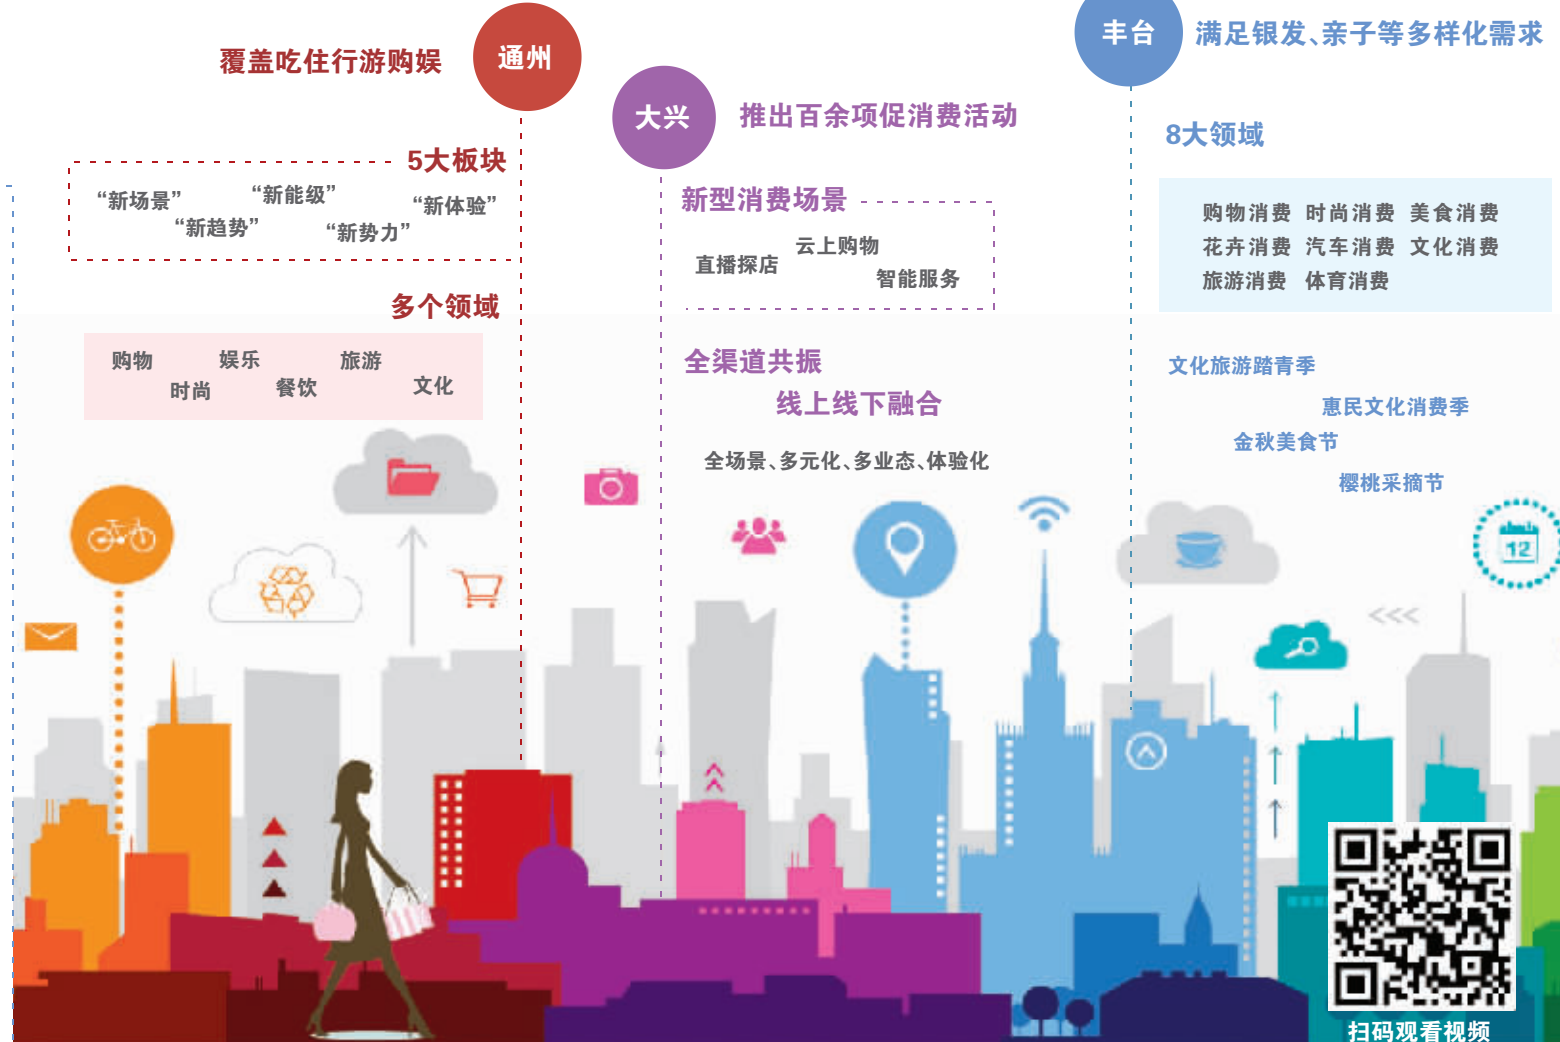 覆盖吃住行游购娱
通州
5大板块
“新场景”
“新能级”
“新体验”
“新趋势”
“新势力”
多个领域
购物
娱乐
旅游
时尚
餐饮
文化
大兴
推出百余项促消费活动
新型消费场景
云上购物
直播探店
智能服务
全渠道共振
线上线下融合
全场景、多元化、多业态、体验化
丰台
满足银发、亲子等多样化需求
8大领域
购物消费 时尚消费 美食消费
花卉消费 汽车消费 文化消费
旅游消费 体育消费
文化旅游踏青季
惠民文化消费季
金秋美食节
樱桃采摘节
12
扫码观看视频